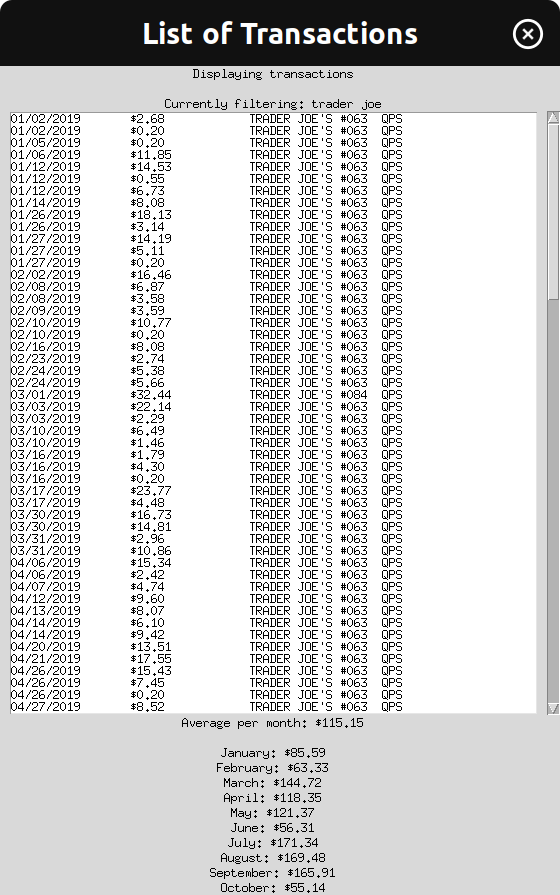 List of Transactions
Displaying transactions
Currently filtering: trader joe
01/02/2019 $2.68 TRADER JOE'S #063 QPS
01/02/2019 $0.20 TRADER JOE'S #063 QPS
01/05/2019 $0.20 TRADER JOE'S #063 QPS
01/06/2019 $11.85 TRADER JOE'S #063 QPS
01/12/2019 $14.53 TRADER JOE'S #063 QPS
01/12/2019 $0.55 TRADER JOE'S #063 QPS
01/12/2019 $6.73 TRADER JOE'S #063 QPS
01/14/2019 $8.08 TRADER JOE'S #063 QPS
01/26/2019 $18.13 TRADER JOE'S #063 QPS
01/26/2019 $3.14 TRADER JOE'S #063 QPS
01/27/2019 $14.19 TRADER JOE'S #063 QPS
01/27/2019 $5.11 TRADER JOE'S #063 QPS
01/27/2019 $0.20 TRADER JOE'S #063 QPS
02/02/2019 $16.46 TRADER JOE'S #063 QPS
02/08/2019 $6.87 TRADER JOE'S #063 QPS
02/08/2019 $3.58 TRADER JOE'S #063 QPS
02/09/2019 $3.59 TRADER JOE'S #063 QPS
02/10/2019 $10.77 TRADER JOE'S #063 QPS
02/10/2019 $0.20 TRADER JOE'S #063 QPS
02/16/2019 $8.08 TRADER JOE'S #063 QPS
02/23/2019 $2.74 TRADER JOE'S #063 QPS
02/24/2019 $5.38 TRADER JOE'S #063 QPS
02/24/2019 $5.66 TRADER JOE'S #063 QPS
03/01/2019 $32.44 TRADER JOE'S #084 QPS
03/03/2019 $22.14 TRADER JOE'S #063 QPS
03/03/2019 $2.29 TRADER JOE'S #063 QPS
03/10/2019 $6.49 TRADER JOE'S #063 QPS
03/10/2019 $1.46 TRADER JOE'S #063 QPS
03/16/2019 $1.79 TRADER JOE'S #063 QPS
03/16/2019 $4.30 TRADER JOE'S #063 QPS
03/16/2019 $0.20 TRADER JOE'S #063 QPS
03/17/2019 $23.77 TRADER JOE'S #063 QPS
03/17/2019 $4.48 TRADER JOE'S #063 QPS
03/30/2019 $16.73 TRADER JOE'S #063 QPS
03/30/2019 $14.81 TRADER JOE'S #063 QPS
03/31/2019 $2.96 TRADER JOE'S #063 QPS
03/31/2019 $10.86 TRADER JOE'S #063 QPS
04/06/2019 $15.34 TRADER JOE'S #063 QPS
04/06/2019 $2.42 TRADER JOE'S #063 QPS
04/07/2019 $4.74 TRADER JOE'S #063 QPS
04/12/2019 $9.60 TRADER JOE'S #063 QPS
04/13/2019 $8.07 TRADER JOE'S #063 QPS
04/14/2019 $6.10 TRADER JOE'S #063 QPS
04/14/2019 $9.42 TRADER JOE'S #063 QPS
04/20/2019 $13.51 TRADER JOE'S #063 QPS
04/21/2019 $17.55 TRADER JOE'S #063 QPS
04/26/2019 $15.43 TRADER JOE'S #063 QPS
04/26/2019 $7.45 TRADER JOE'S #063 QPS
04/26/2019 $0.20 TRADER JOE'S #063 QPS
04/27/2019 $8.52 TRADER JOE'S #063 QPS
Average per month: $115.15
January: $85.59
February: $63.33
March: $144.72
April: $118.35
May: $121.37
June: $56.31
July: $171.34
August: $169.48
September: $165.91
October: $55.14